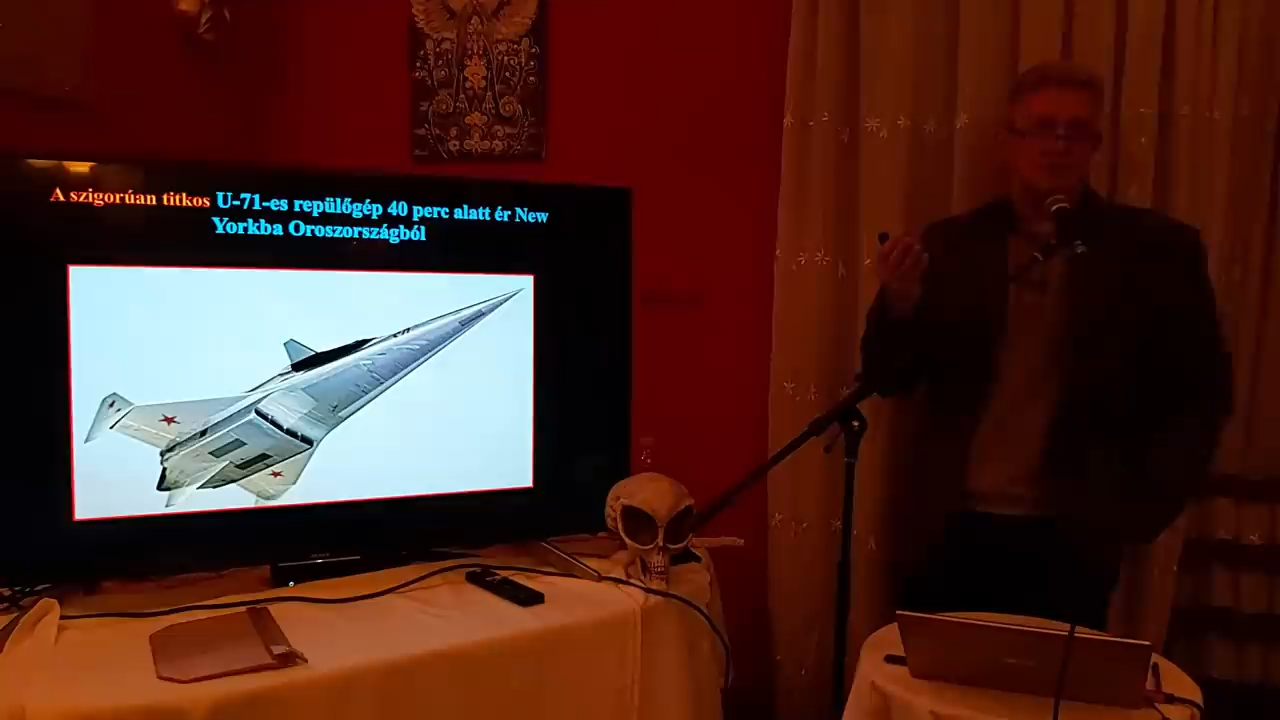 A szigorúan titkos U-71-es repülőgép 40 perc alatt ér New
Yorkba Oroszországból